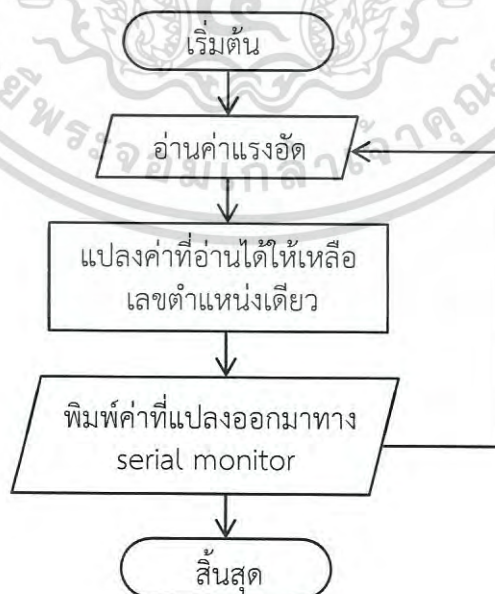 เริ่มต้น
อ่านค่าแรงอัด
แปลงค่าที่อ่านได้ให้เหลือ
เลขตำแหน่งเดียว
พิมพ์ค่าที่แปลงออกมาทาง
serial monitor
สิ้นสุด